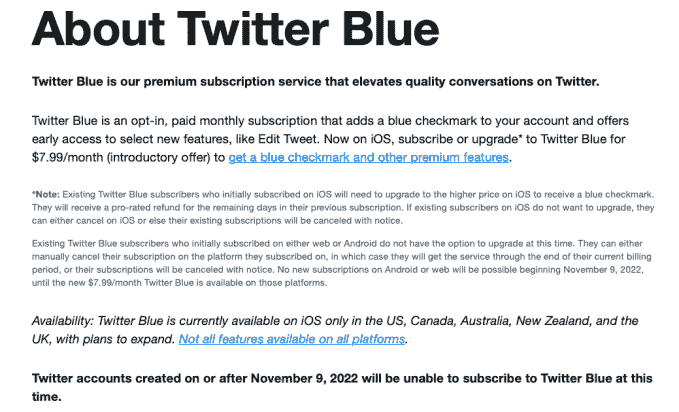 About Twitter Blue
Twitter Blue is our premium subscription service that elevates quality conversations on Twitter.
Twitter Blue is an opt-in, paid monthly subscription that adds a blue checkmark to your account and offers
early access to select new features, like Edit Tweet. Now on iOS, subscribe or upgrade* to Twitter Blue for
$7.99/month (introductory offer) to get a blue checkmark and other premium features.
*Note: Existing Twitter Blue subscribers who initially subscribed on iOS will need to upgrade to the higher price on iOS to receive a blue checkmark.
They will receive a pro-rated refund for the remaining days in their previous subscription. If existing subscribers on iOS do not want to upgrade, they
can either cancel on iOS or else their existing subscriptions will be canceled with notice.
Existing Twitter Blue subscribers who initially subscribed on either web or Android do not have the option to upgrade at this time. They can either
manually cancel their subscription on the platform they subscribed on, in which case they will get the service through the end of their current billing
period, or their subscriptions will be canceled with notice. No new subscriptions on Android or web will be possible beginning November 9, 2022,
until the new $7.99/month Twitter Blue is available on those platforms.
Availability: Twitter Blue is currently available on iOS only in the US, Canada, Australia, New Zealand, and the
UK, with plans to expand. Not all features available on all platforms.
Twitter accounts created on or after November 9, 2022 will be unable to subscribe to Twitter Blue at this
time.